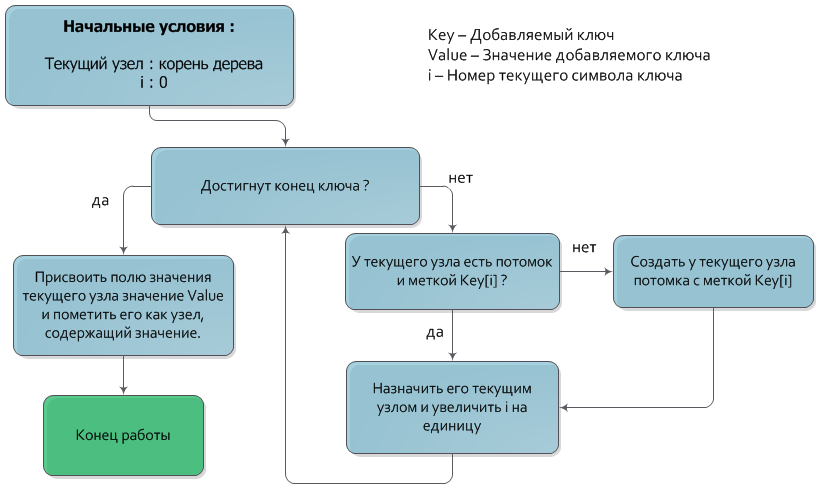 Начальные условия :
Текущий узел : корень дерева
i : 0
Key – Добавляемый ключ
Value – Значение добавляемого ключа
i – Номер текущего символа ключа
Достигнут конец ключа ?
да
нет
У текущего узла есть потомок
и меткой Key[i] ?
нет
Создать у текущего узла
потомка с меткой Key[i]
Присвоить полю значения
текущего узла значение Value
и пометить его как узел,
содержащий значение.
да
Назначить его текущим
узлом и увеличить i на
единицу
Конец работы